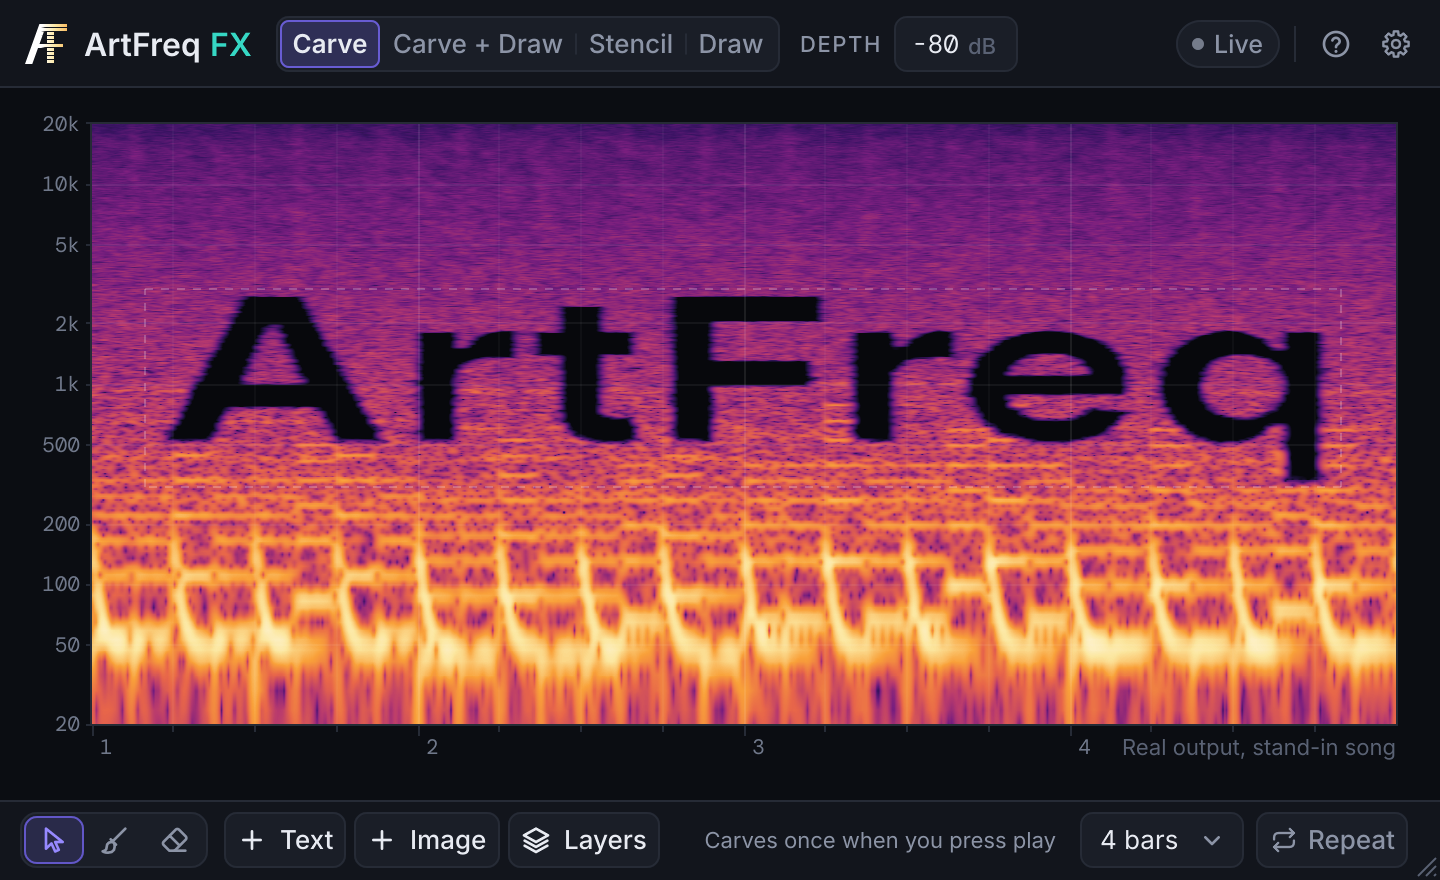 ArtFreq FX Carve Carve + Draw Stencil Draw DEPTH -80 dB Live
20k
10k
5k
2k
1k
500
200
100
50
20
ArtFreq
1 2 3 4 Real output, stand-in song
Text Image Layers Carves once when you press play 4 bars Repeat